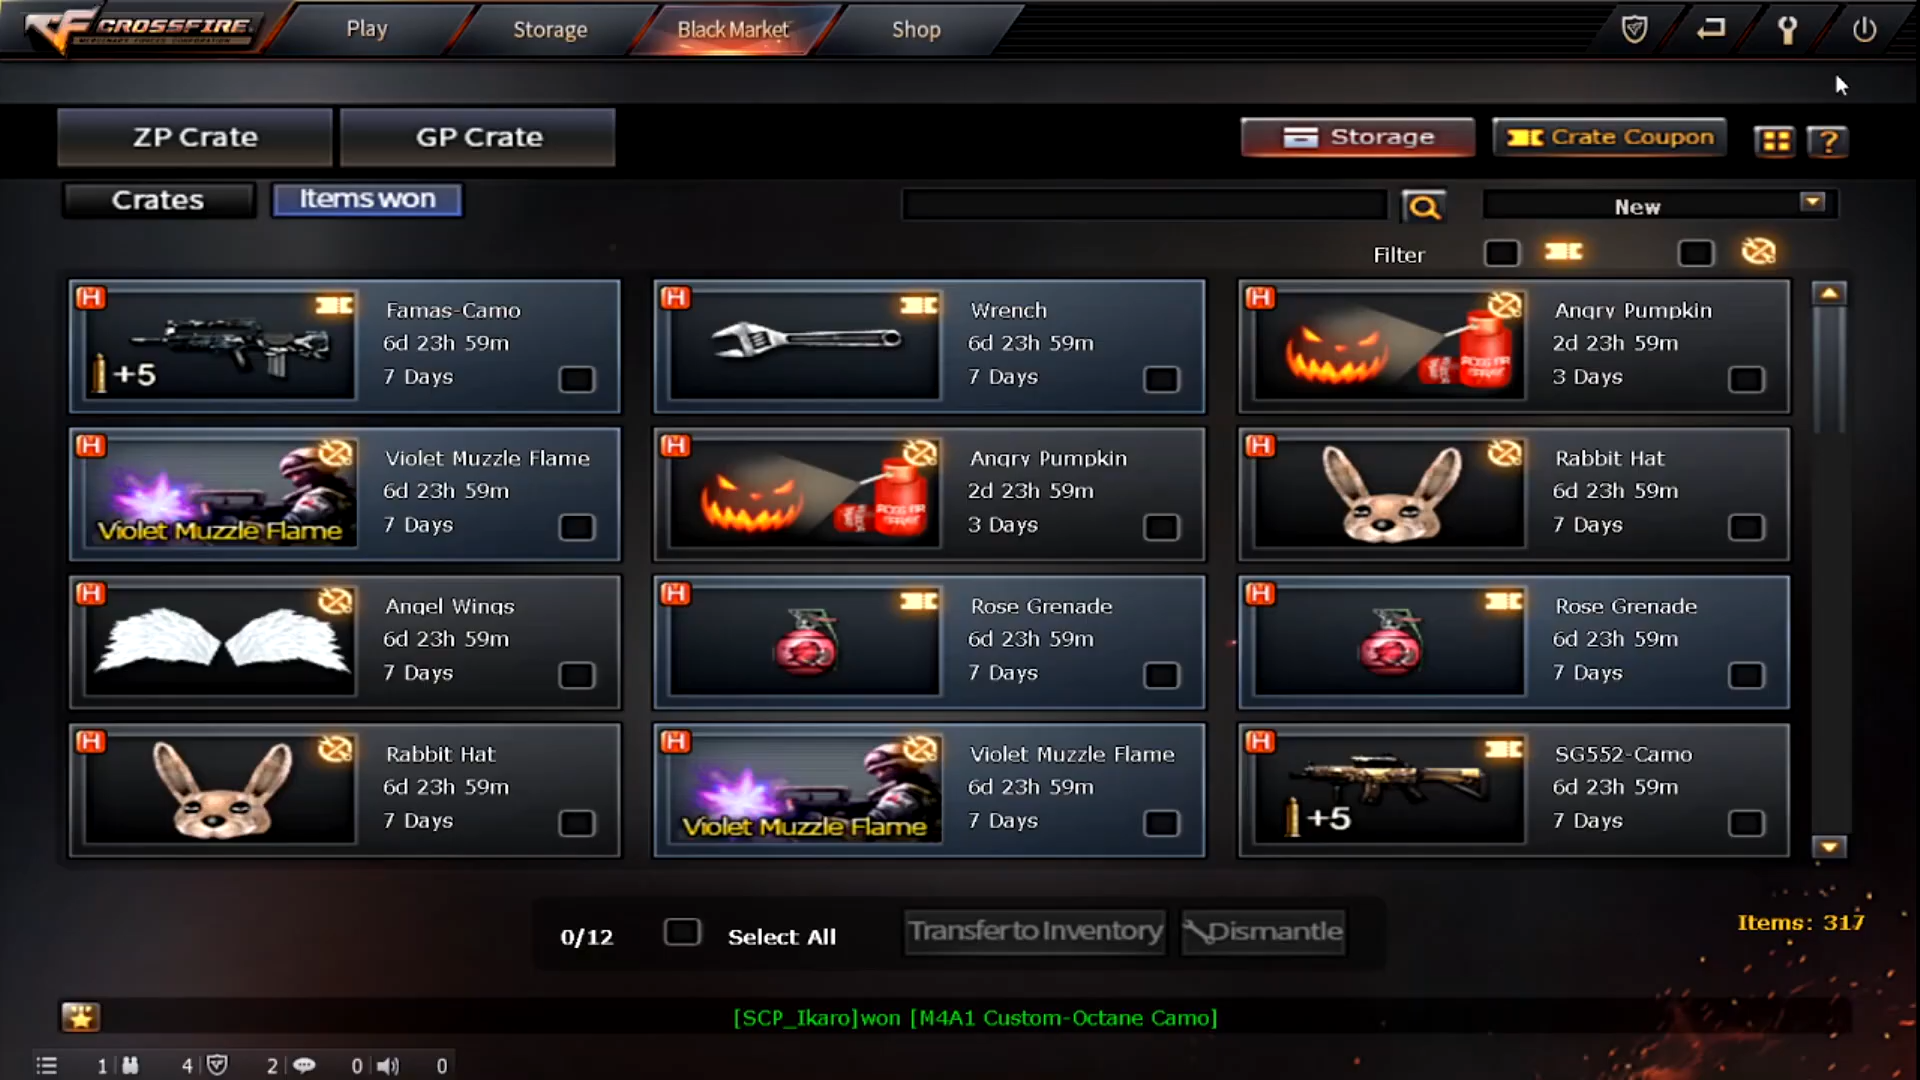 CROSSFIRE
Play
Storage
Black Market
Shop
ZP Crate
GP Crate
Storage
Crate Coupon
?
Crates
Items won
New
Filter
H
Famas-Camo
6d 23h 59m
7 Days
+5
H
Wrench
6d 23h 59m
7 Days
H
Angry Pumpkin
2d 23h 59m
3 Days
H
Violet Muzzle Flame
6d 23h 59m
7 Days
Violet Muzzle Flame
H
Angry Pumpkin
2d 23h 59m
3 Days
H
Rabbit Hat
6d 23h 59m
7 Days
H
Angel Wings
6d 23h 59m
7 Days
H
Rose Grenade
6d 23h 59m
7 Days
H
Rose Grenade
6d 23h 59m
7 Days
H
Rabbit Hat
6d 23h 59m
7 Days
H
Violet Muzzle Flame
6d 23h 59m
7 Days
Violet Muzzle Flame
H
SG552-Camo
6d 23h 59m
7 Days
+5
0/12
Select All
Transfer to Inventory
Dismantle
Items: 317
[SCP_Ikaro]won [M4A1 Custom-Octane Camo]
1 4 2 0 0